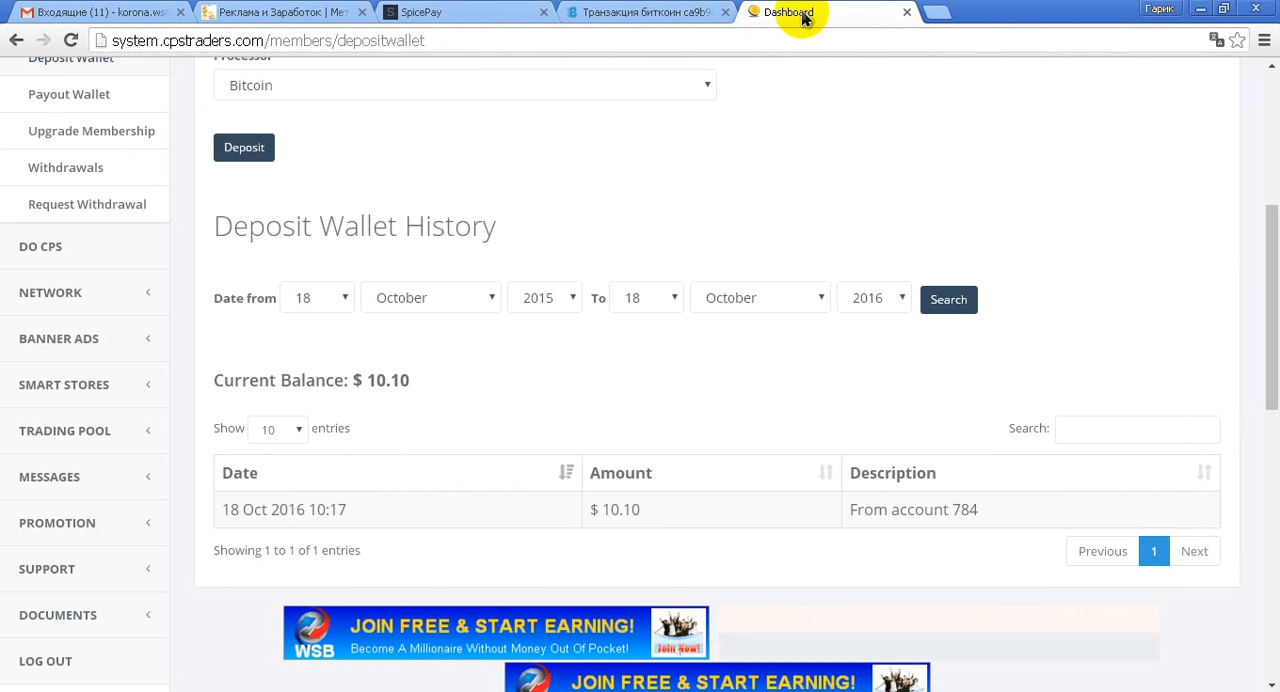 Входящие (11) - korona.ws
Реклама и Заработок | Мет
SpicePay
Транзакция биткоин ca9b9
Dashboard
Гарик
system.cpstraders.com/members/depositwallet
Deposit Wallet
Processor
Bitcoin
Payout Wallet
Upgrade Membership
Deposit
Withdrawals
Request Withdrawal
Deposit Wallet History
DO CPS
NETWORK
Date from 18 October 2015 To 18 October 2016 Search
BANNER ADS
SMART STORES
Current Balance: $ 10.10
TRADING POOL
Show 10 entries
Search:
MESSAGES
Date Amount Description
18 Oct 2016 10:17 $ 10.10 From account 784
PROMOTION
Showing 1 to 1 of 1 entries
Previous 1 Next
SUPPORT
DOCUMENTS
LOG OUT
WSB
JOIN FREE & START EARNING!
Become A Millionaire Without Money Out Of Pocket!
Join Now!
JOIN FREE & START EARNING!